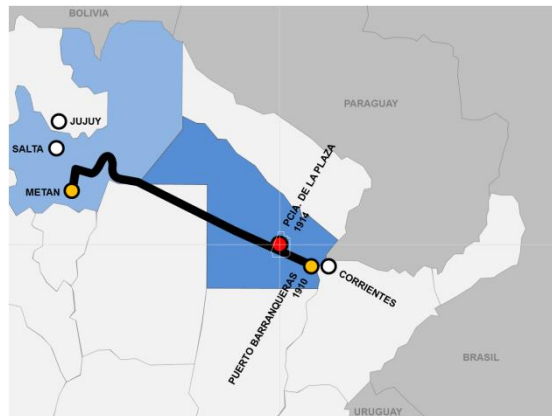 BOLIVIA
PARAGUAY
JUJUY
SALTA
METAN
PCIA. DE LA PLAZA
1914
PUERTO BARRANQUERAS
1910
CORRIENTES
BRASIL
URUGUAY